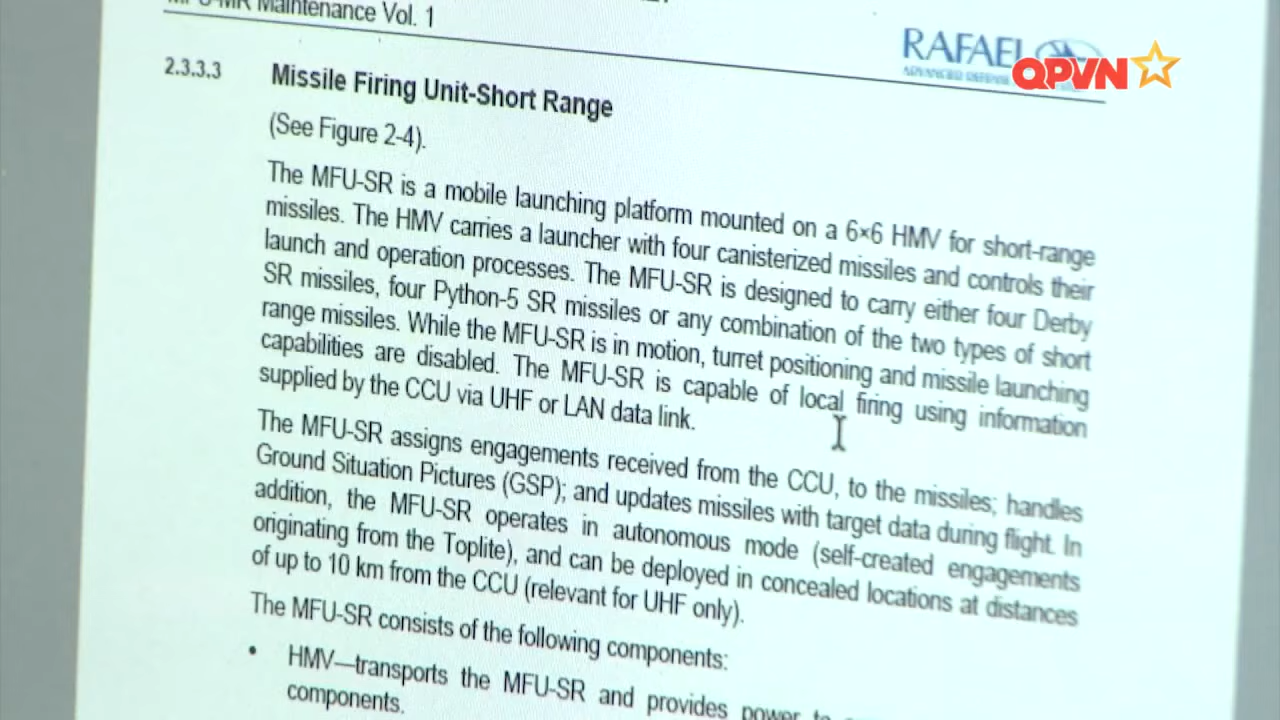 MFU-MR Maintenance Vol. 1
RAFAEL
ADVANCED DEFENSE
QPVN
2.3.3.3 Missile Firing Unit-Short Range
(See Figure 2-4).
The MFU-SR is a mobile launching platform mounted on a 6×6 HMV for short-range
missiles. The HMV carries a launcher with four canisterized missiles and controls their
launch and operation processes. The MFU-SR is designed to carry either four Derby
SR missiles, four Python-5 SR missiles or any combination of the two types of short
range missiles. While the MFU-SR is in motion, turret positioning and missile launching
capabilities are disabled. The MFU-SR is capable of local firing using information
supplied by the CCU via UHF or LAN data link.
The MFU-SR assigns engagements received from the CCU, to the missiles; handles
Ground Situation Pictures (GSP); and updates missiles with target data during flight. In
addition, the MFU-SR operates in autonomous mode (self-created engagements
originating from the Toplite), and can be deployed in concealed locations at distances
of up to 10 km from the CCU (relevant for UHF only).
The MFU-SR consists of the following components:
• HMV—transports the MFU-SR and provides power to
components.